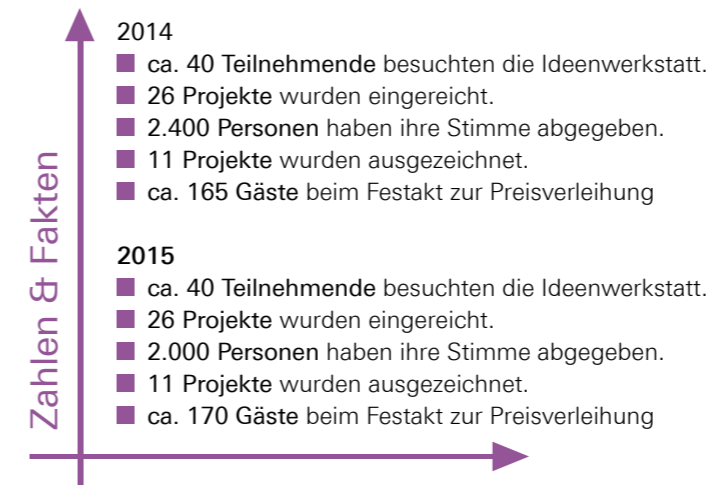 Zahlen & Fakten
2014
■ ca. 40 Teilnehmende besuchten die Ideenwerkstatt.
■ 26 Projekte wurden eingereicht.
■ 2.400 Personen haben ihre Stimme abgegeben.
■ 11 Projekte wurden ausgezeichnet.
■ ca. 165 Gäste beim Festakt zur Preisverleihung
2015
■ ca. 40 Teilnehmende besuchten die Ideenwerkstatt.
■ 26 Projekte wurden eingereicht.
■ 2.000 Personen haben ihre Stimme abgegeben.
■ 11 Projekte wurden ausgezeichnet.
■ ca. 170 Gäste beim Festakt zur Preisverleihung